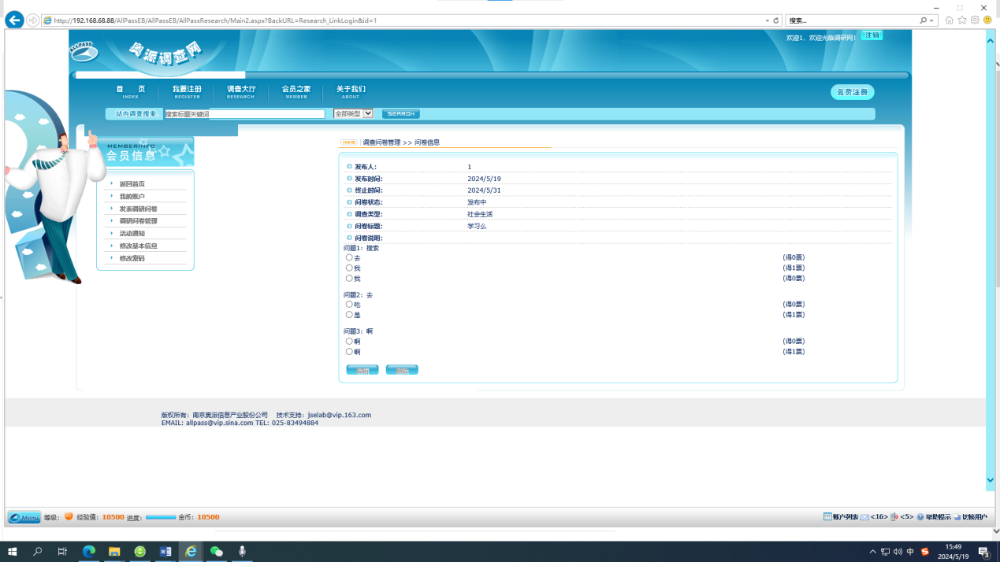 http://192.168.68.88/AllPassEB/AllPassEB/AllPassResearch/Main2.aspx?BackURL=Research_LinkLogin&id=1
搜索...
ALLPASS
奥派调查网
欢迎1，欢迎光临调研网！ 注销
首 页 我要注册 调查大厅 会员之家 关于我们
INDEX REGISTER RESEARCH MEMBER ABOUT
免费注册
站内调查搜索: 搜索标题关键词 全部类型 SEARCH
MEMBERINFO
会员信息
返回首页
我的账户
发表调研问卷
调研问卷管理
活动通知
修改基本信息
修改密码
HOME 调查问卷管理 >> 问卷信息
发布人: 1
发布时间: 2024/5/19
终止时间: 2024/5/31
问卷状态: 发布中
调查类型: 社会生活
问卷标题: 学习么
问卷说明:
问题1: 搜索
去 (得0票)
我 (得1票)
我 (得0票)
问题2: 去
吃 (得0票)
是 (得1票)
问题3: 啊
啊 (得0票)
啊 (得1票)
版权所有: 南京奥派信息产业股份公司 技术支持: jselab@vip.163.com
EMAIL: allpass@vip.sina.com TEL: 025-83494884
Menu 等级: 经验值: 10500 进度: 金币: 10500
账户列表 <16> <5> 帮助提示 切换用户
中
15:49
2024/5/19
3